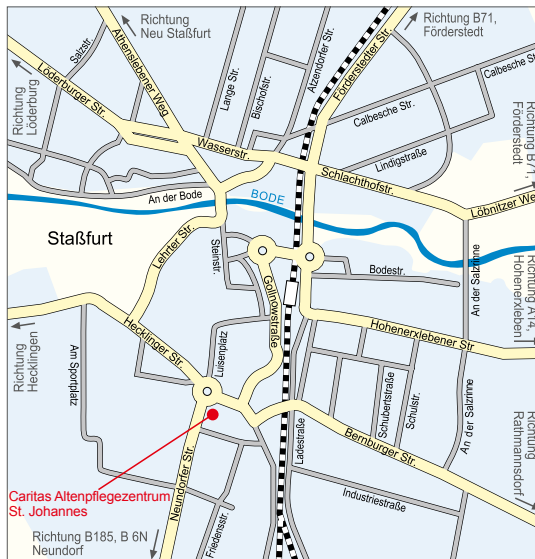 Richtung
Neu Staßfurt
Richtung B71,
Förderstedt
Salzstr.
Athenslebener Weg
Lange Str.
Bischofstr.
Atzendorfer Str.
Förderstedter Str.
Calbesche Str.
Richtung
Löderburg
Löderburger Str.
Calbesche Str.
Richtung B71,
Förderstedt
Wasserstr.
Lindigstraße
Schlachthofstr.
An der Bode
BODE
Löbnitzer We
Staßfurt
Lehrter Str.
Steinstr.
Gollnowstraße
Bodestr.
An der Salzrinne
Richtung A14,
Hohenerxleben
Hecklinger Str.
Luisenplatz
Hohenerxlebener Str
Richtung
Hecklingen
Am Sportplatz
Schubertstraße
Schulstr.
An der Salzrinne
Ladestraße
Bernburger Str.
Richtung
Rathmannsdorf
Caritas Altenpflegezentrum
St. Johannes
Neundorfer Str.
Industriestraße
Friedensstr.
Richtung B185, B 6N
Neundorf